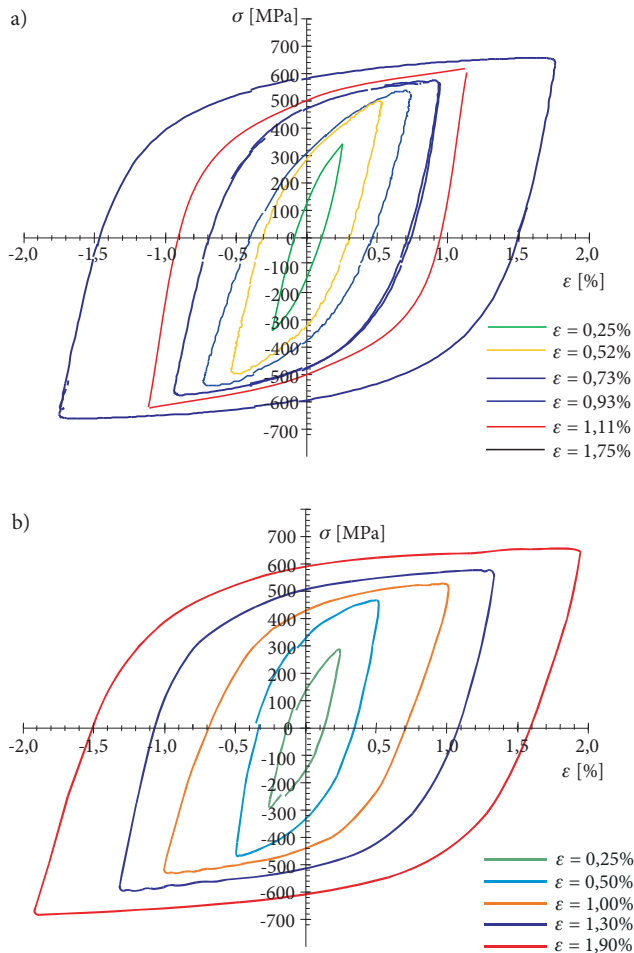 a)
σ [MPa]
700
600
500
400
300
200
100
0
-100
-200
-300
-400
-500
-600
-700
-2,0 -1,5 -1,0 -0,5 0,5 1,0 1,5 2,0
ε [%]
ε = 0,25%
ε = 0,52%
ε = 0,73%
ε = 0,93%
ε = 1,11%
ε = 1,75%
b)
σ [MPa]
700
600
500
400
300
200
100
0
-100
-200
-300
-400
-500
-600
-700
-2,0 -1,5 -1,0 -0,5 0,5 1,0 1,5 2,0
ε [%]
ε = 0,25%
ε = 0,50%
ε = 1,00%
ε = 1,30%
ε = 1,90%